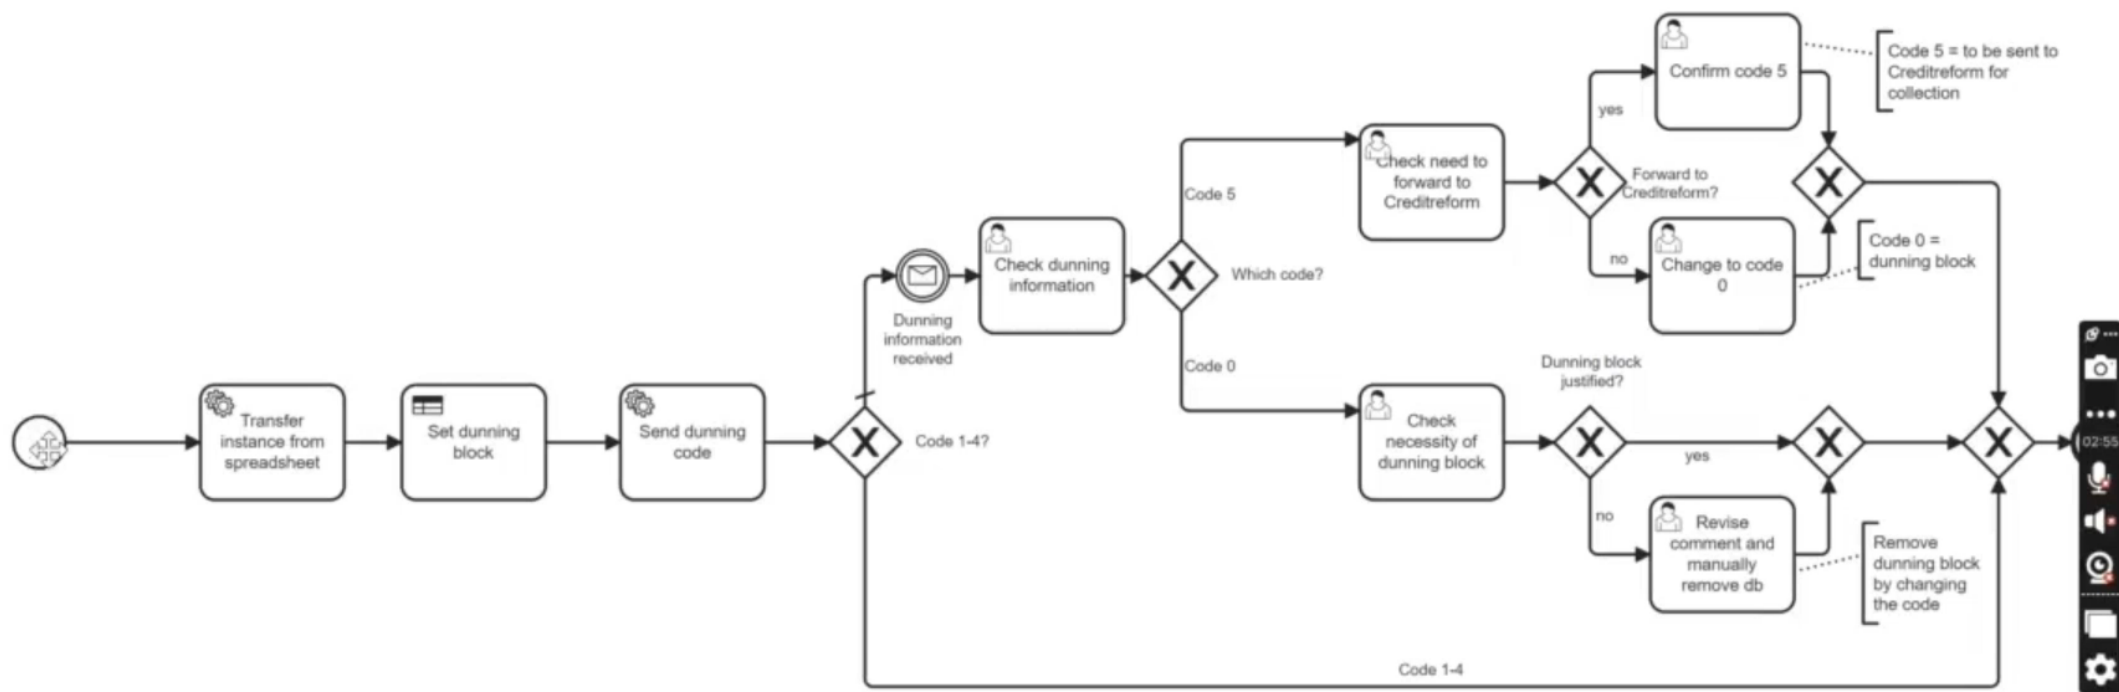 Transfer
instance from
spreadsheet
Set dunning
block
Send dunning
code
Code 1-4?
Dunning
information
received
Check dunning
information
Which code?
Code 5
Check need to
forward to
Creditreform
yes
Forward to
Creditreform?
no
Confirm code 5
Code 5 = to be sent to
Creditreform for
collection
Change to code
0
Code 0 =
dunning block
Code 0
Check
necessity of
dunning block
Dunning block
justified?
yes
no
Revise
comment and
manually
remove db
Remove
dunning block
by changing
the code
Code 1-4
02:55